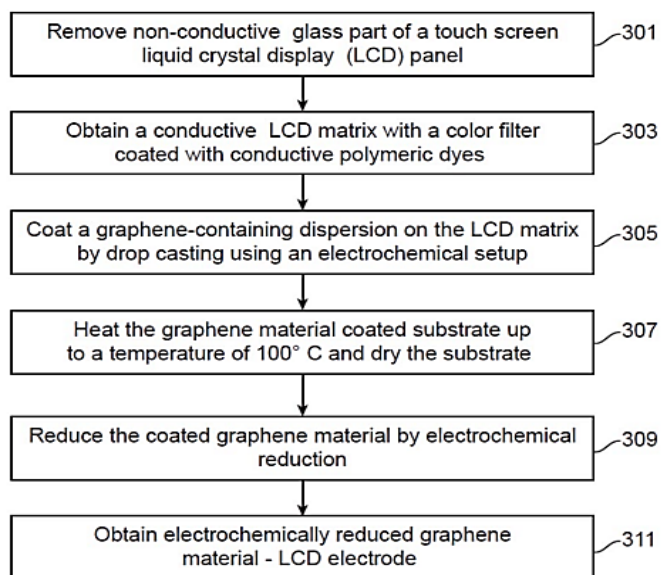 Remove non-conductive glass part of a touch screen
liquid crystal display (LCD) panel
301
Obtain a conductive LCD matrix with a color filter
coated with conductive polymeric dyes
303
Coat a graphene-containing dispersion on the LCD matrix
by drop casting using an electrochemical setup
305
Heat the graphene material coated substrate up
to a temperature of 100° C and dry the substrate
307
Reduce the coated graphene material by electrochemical
reduction
309
Obtain electrochemically reduced graphene
material - LCD electrode
311